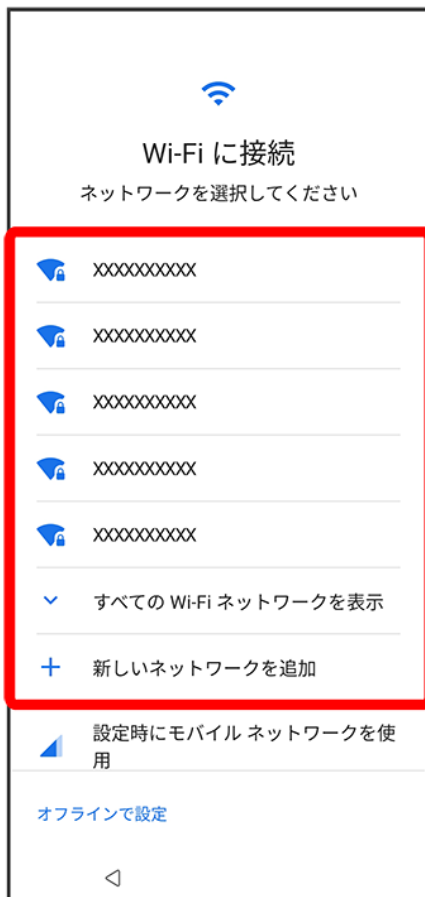 Wi-Fi に接続
ネットワークを選択してください
XXXXXXXXXX
XXXXXXXXXX
XXXXXXXXXX
XXXXXXXXXX
XXXXXXXXXX
すべての Wi-Fi ネットワークを表示
新しいネットワークを追加
設定時にモバイル ネットワークを使
用
オフラインで設定